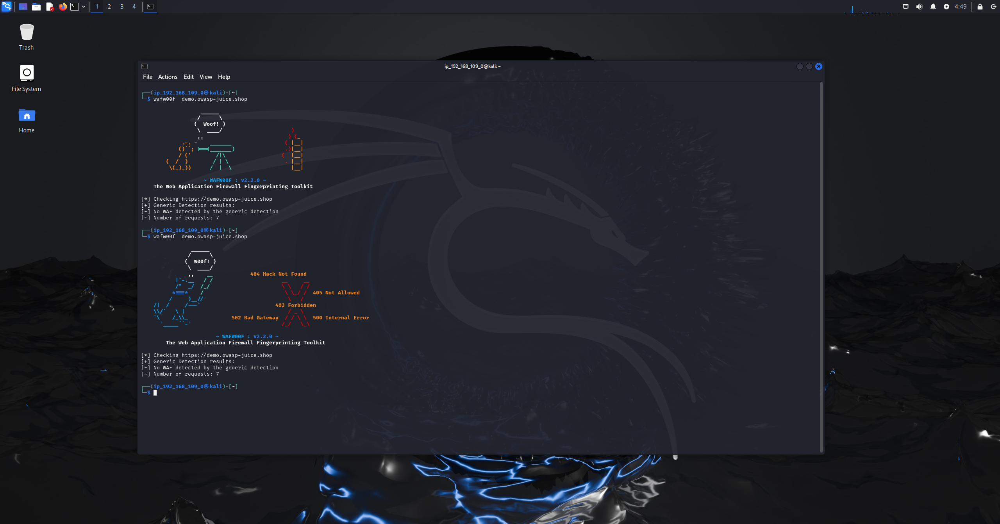 1 2 3 4
4:49
Trash
File System
Home
ip_192_168_109_0@kali: ~
File Actions Edit View Help
┌──(ip_192_168_109_0㉿kali)-[~]
└─$ wafw00f  demo.owasp-juice.shop
Woof!
~ WAFW00F : v2.2.0 ~
The Web Application Firewall Fingerprinting Toolkit
[*] Checking https://demo.owasp-juice.shop
[+] Generic Detection results:
[-] No WAF detected by the generic detection
[~] Number of requests: 7
┌──(ip_192_168_109_0㉿kali)-[~]
└─$ wafw00f  demo.owasp-juice.shop
W00f!
404 Hack Not Found
405 Not Allowed
403 Forbidden
502 Bad Gateway 500 Internal Error
~ WAFW00F : v2.2.0 ~
The Web Application Firewall Fingerprinting Toolkit
[*] Checking https://demo.owasp-juice.shop
[+] Generic Detection results:
[-] No WAF detected by the generic detection
[~] Number of requests: 7
┌──(ip_192_168_109_0㉿kali)-[~]
└─$